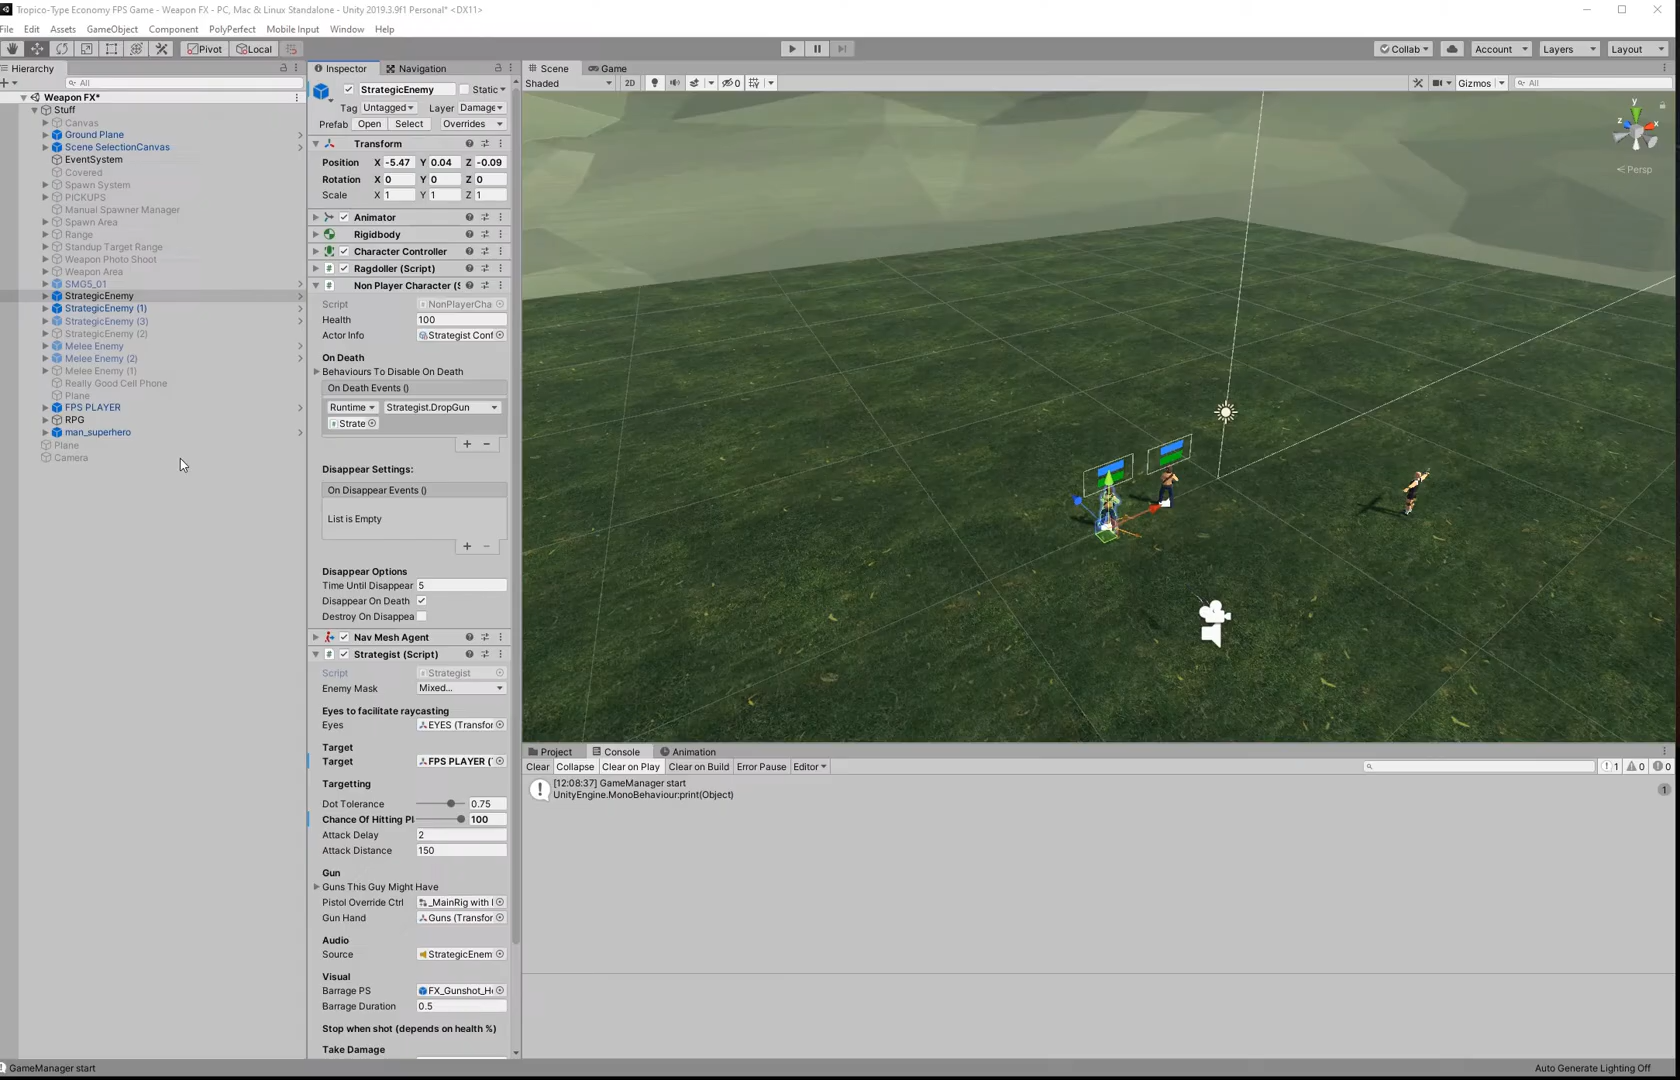 Tropico-Type Economy FPS Game - Weapon FX - PC, Mac & Linux Standalone - Unity 2019.3.9f1 Personal* <DX11>
File Edit Assets GameObject Component PolyPerfect Mobile Input Window Help
Pivot Local Collab Account Layers Layout
Hierarchy
All
Weapon FX*
Stuff
Canvas
Ground Plane
Scene SelectionCanvas
EventSystem
Covered
Spawn System
PICKUPS
Manual Spawner Manager
Spawn Area
Range
Standup Target Range
Weapon Photo Shoot
Weapon Area
SMG5_01
StrategicEnemy
StrategicEnemy (1)
StrategicEnemy (3)
StrategicEnemy (2)
Melee Enemy
Melee Enemy (2)
Melee Enemy (1)
Really Good Cell Phone
Plane
FPS PLAYER
RPG
man_superhero
Plane
Camera
Inspector Navigation
StrategicEnemy Static
Tag Untagged Layer Damage
Prefab Open Select Overrides
Transform
Position X -5.47 Y 0.04 Z -0.09
Rotation X 0 Y 0 Z 0
Scale X 1 Y 1 Z 1
Animator
Rigidbody
Character Controller
Ragdoller (Script)
Non Player Character (S
Script NonPlayerCha
Health 100
Actor Info Strategist Conf
On Death
Behaviours To Disable On Death
On Death Events ()
Runtime Strategist.DropGun
Strate
Disappear Settings:
On Disappear Events ()
List is Empty
Disappear Options
Time Until Disappear 5
Disappear On Death
Destroy On Disappea
Nav Mesh Agent
Strategist (Script)
Script Strategist
Enemy Mask Mixed...
Eyes to facilitate raycasting
Eyes EYES (Transfor
Target
Target FPS PLAYER (
Targetting
Dot Tolerance 0.75
Chance Of Hitting Pl 100
Attack Delay 2
Attack Distance 150
Gun
Guns This Guy Might Have
Pistol Override Ctrl _MainRig with
Gun Hand Guns (Transfor
Audio
Source StrategicEnem
Visual
Barrage PS FX_Gunshot_H
Barrage Duration 0.5
Stop when shot (depends on health %)
Take Damage
Scene Game
Shaded 2D 0 Gizmos All
y
z x
Persp
Project Console Animation
Clear Collapse Clear on Play Clear on Build Error Pause Editor 1 0 0
[12:08:37] GameManager start
UnityEngine.MonoBehaviour:print(Object)
1
GameManager start
Auto Generate Lighting Off